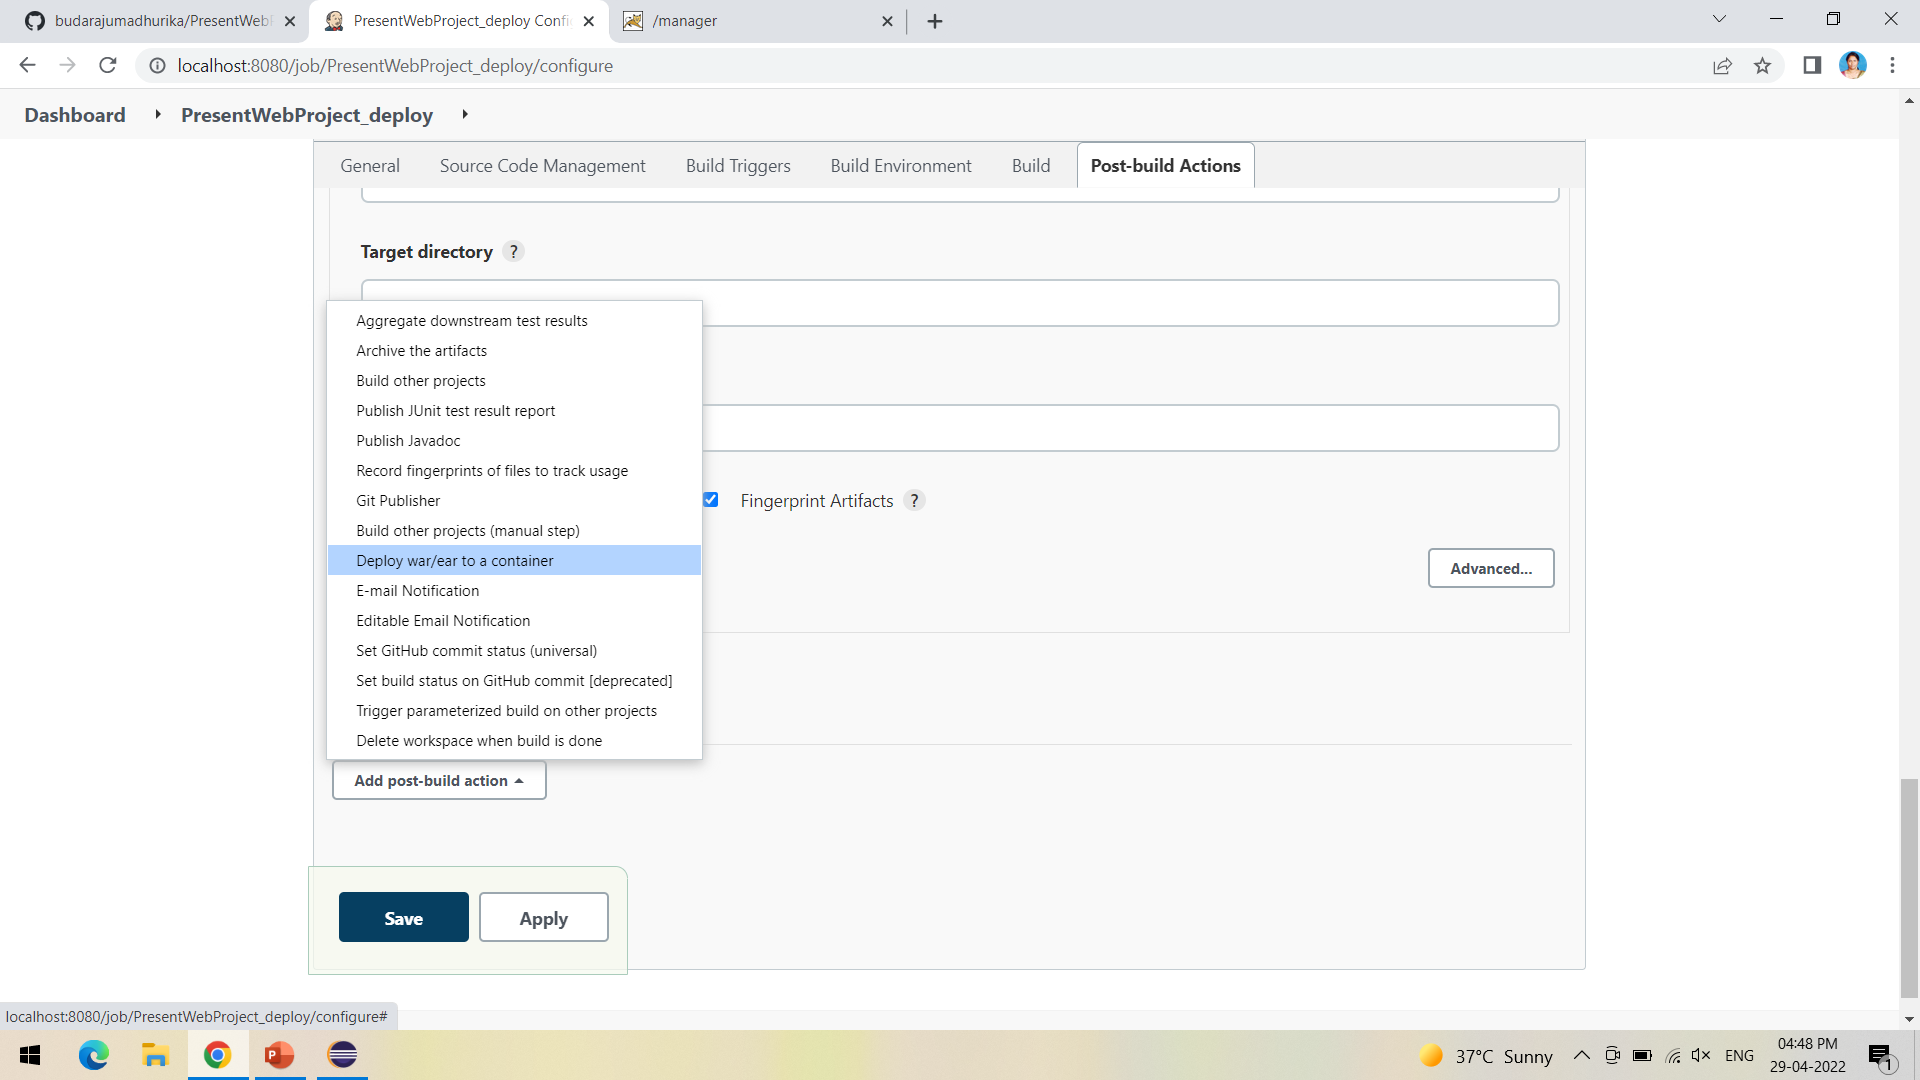 budarajumadhurika/PresentWebP
PresentWebProject_deploy Confi
/manager
localhost:8080/job/PresentWebProject_deploy/configure
Dashboard
PresentWebProject_deploy
General
Source Code Management
Build Triggers
Build Environment
Build
Post-build Actions
Target directory ?
Aggregate downstream test results
Archive the artifacts
Build other projects
Publish JUnit test result report
Publish Javadoc
Record fingerprints of files to track usage
Git Publisher
Build other projects (manual step)
Deploy war/ear to a container
E-mail Notification
Editable Email Notification
Set GitHub commit status (universal)
Set build status on GitHub commit [deprecated]
Trigger parameterized build on other projects
Delete workspace when build is done
Fingerprint Artifacts ?
Advanced...
Add post-build action
Save
Apply
localhost:8080/job/PresentWebProject_deploy/configure#
37°C Sunny
ENG
04:48 PM
29-04-2022
1